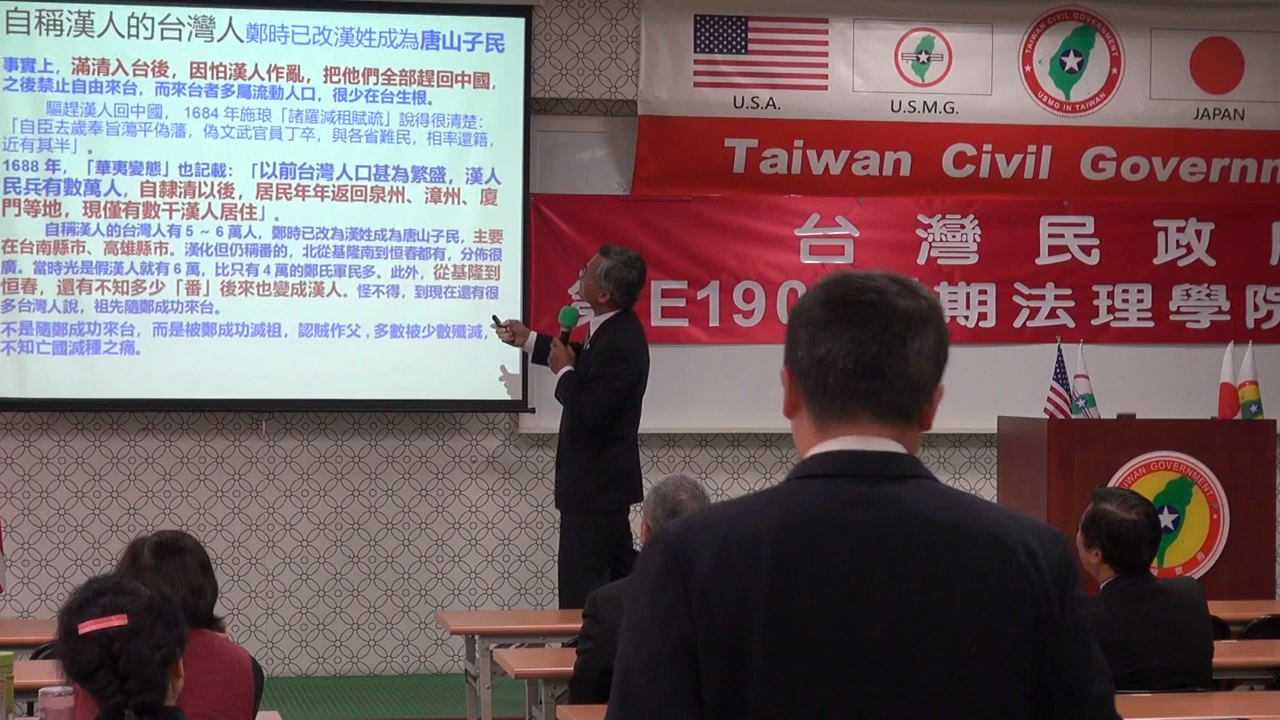 自稱漢人的台灣人鄭時已改漢姓成為唐山子民
事實上，滿清入台後，因怕漢人作亂，把他們全部趕回中國，
之後禁止自由來台，而來台者多屬流動人口，很少在台生根。
驅趕漢人回中國， 1684 年施琅「諸羅減租賦疏」說得很清楚：
「自臣去歲奉旨蕩平偽藩，偽文武官員丁卒，與各省難民，相率還籍，
近有其半」。
1688 年，「華夷變態」也記載：「以前台灣人口甚為繁盛，漢人
民兵有數萬人，自隸清以後，居民年年返回泉州、漳州、廈
門等地，現僅有數千漢人居住」。
自稱漢人的台灣人有 5 ~ 6 萬人，鄭時已改為漢姓成為唐山子民，主要
在台南縣市、高雄縣市。漢化但仍稱番的，北從基隆南到恒春都有，分佈很
廣。當時光是假漢人就有 6 萬，比只有 4 萬的鄭氏軍民多。此外，從基隆到
恒春，還有不知多少「番」後來也變成漢人。怪不得，到現在還有很
多台灣人說，祖先隨鄭成功來台。
不是隨鄭成功來台，而是被鄭成功滅祖，認賊作父，多數被少數殲滅，
不知亡國滅種之痛。
U.S.A.
U.S.M.G.
TAIWAN CIVIL GOVERNMENT
USMG IN TAIWAN
JAPAN
Taiwan Civil Governm
台灣民政
E190 期法理學院
TAIWAN GOVERNMENT